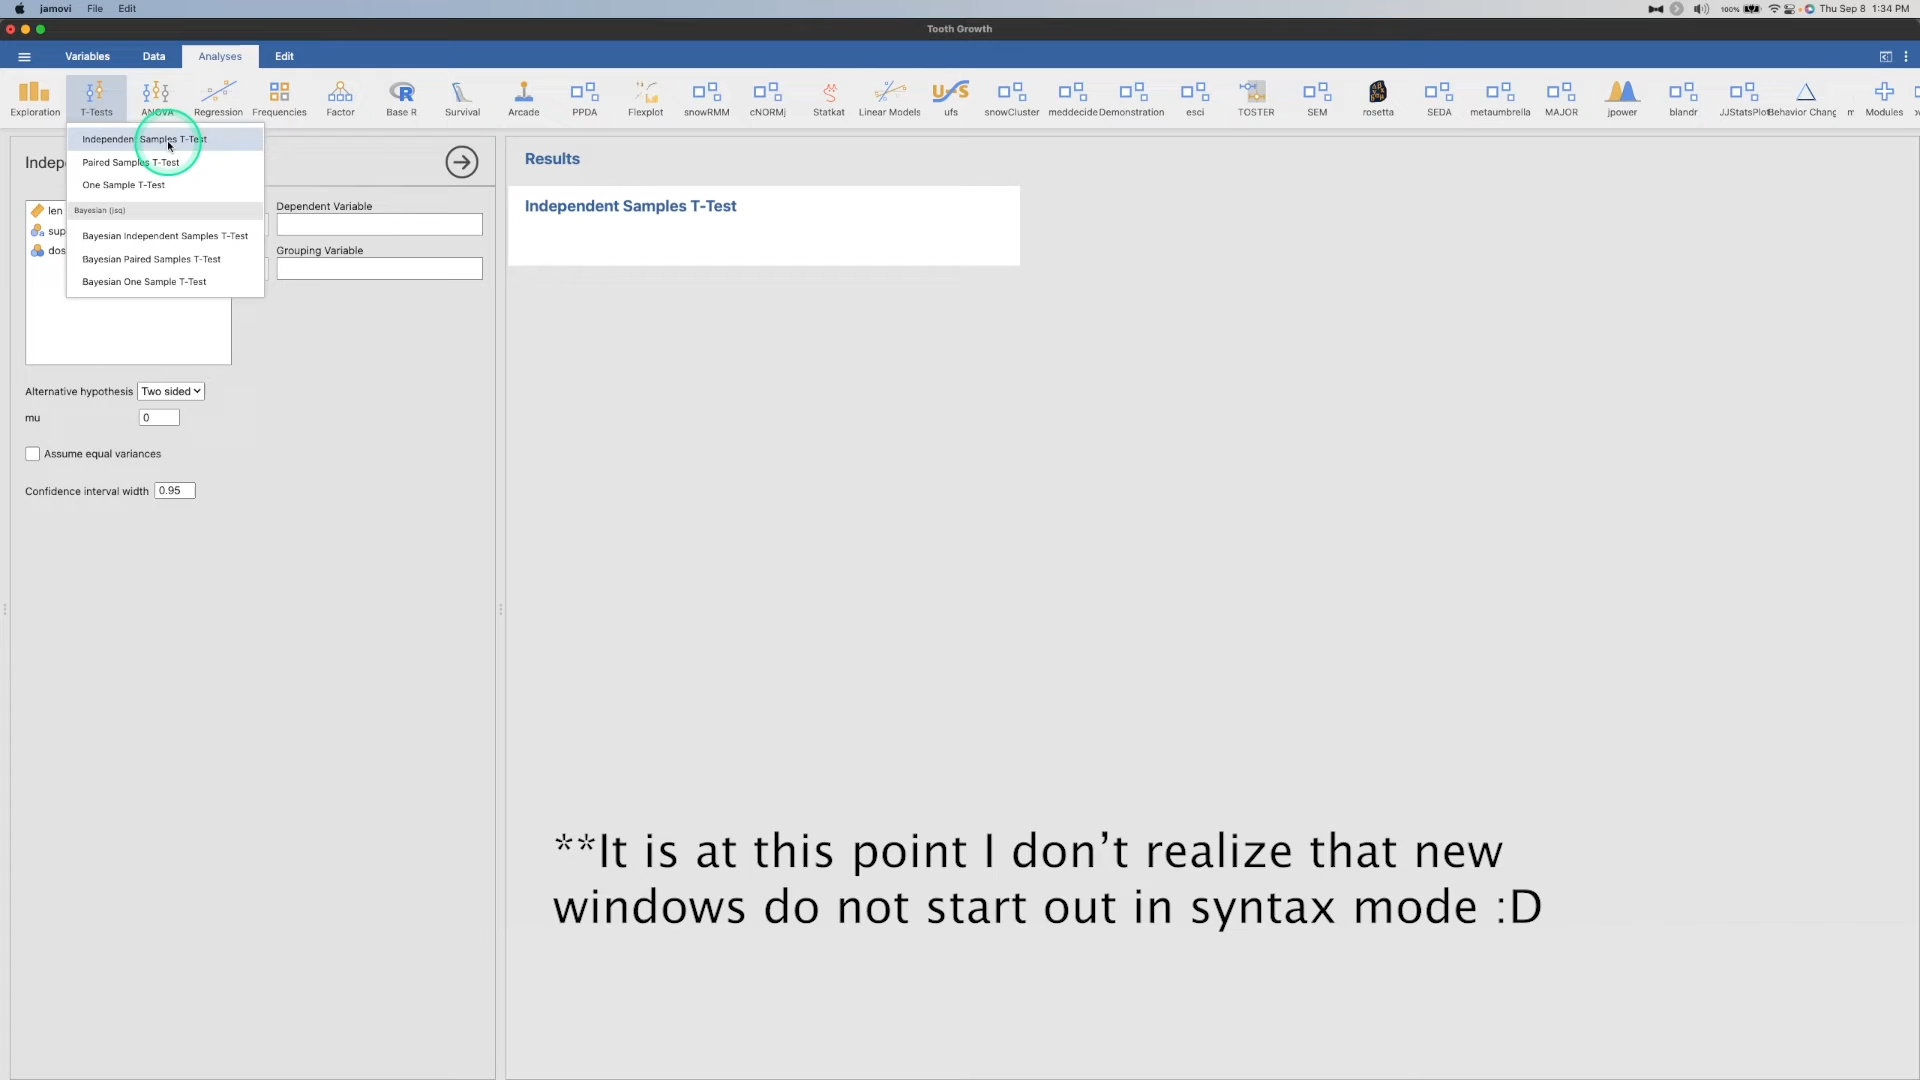 jamovi File Edit
100% Thu Sep 8 1:34 PM
Tooth Growth
Variables Data Analyses Edit
Exploration T-Tests ANOVA Regression Frequencies Factor Base R Survival Arcade PPDA Flexplot snowRMM cNORMj Statkat Linear Models ufs snowCluster meddecide Demonstration esci TOSTER SEM rosetta SEDA metaumbrella MAJOR jpower blandr JJStatsPlot Behavior Chang Modules
Independent Samples T-Test
Paired Samples T-Test
One Sample T-Test
Bayesian (jsq)
Bayesian Independent Samples T-Test
Bayesian Paired Samples T-Test
Bayesian One Sample T-Test
Indep
len
sup
dos
Dependent Variable
Grouping Variable
Alternative hypothesis Two sided
mu 0
Assume equal variances
Confidence interval width 0.95
Results
Independent Samples T-Test
**It is at this point I don’t realize that new
windows do not start out in syntax mode :D